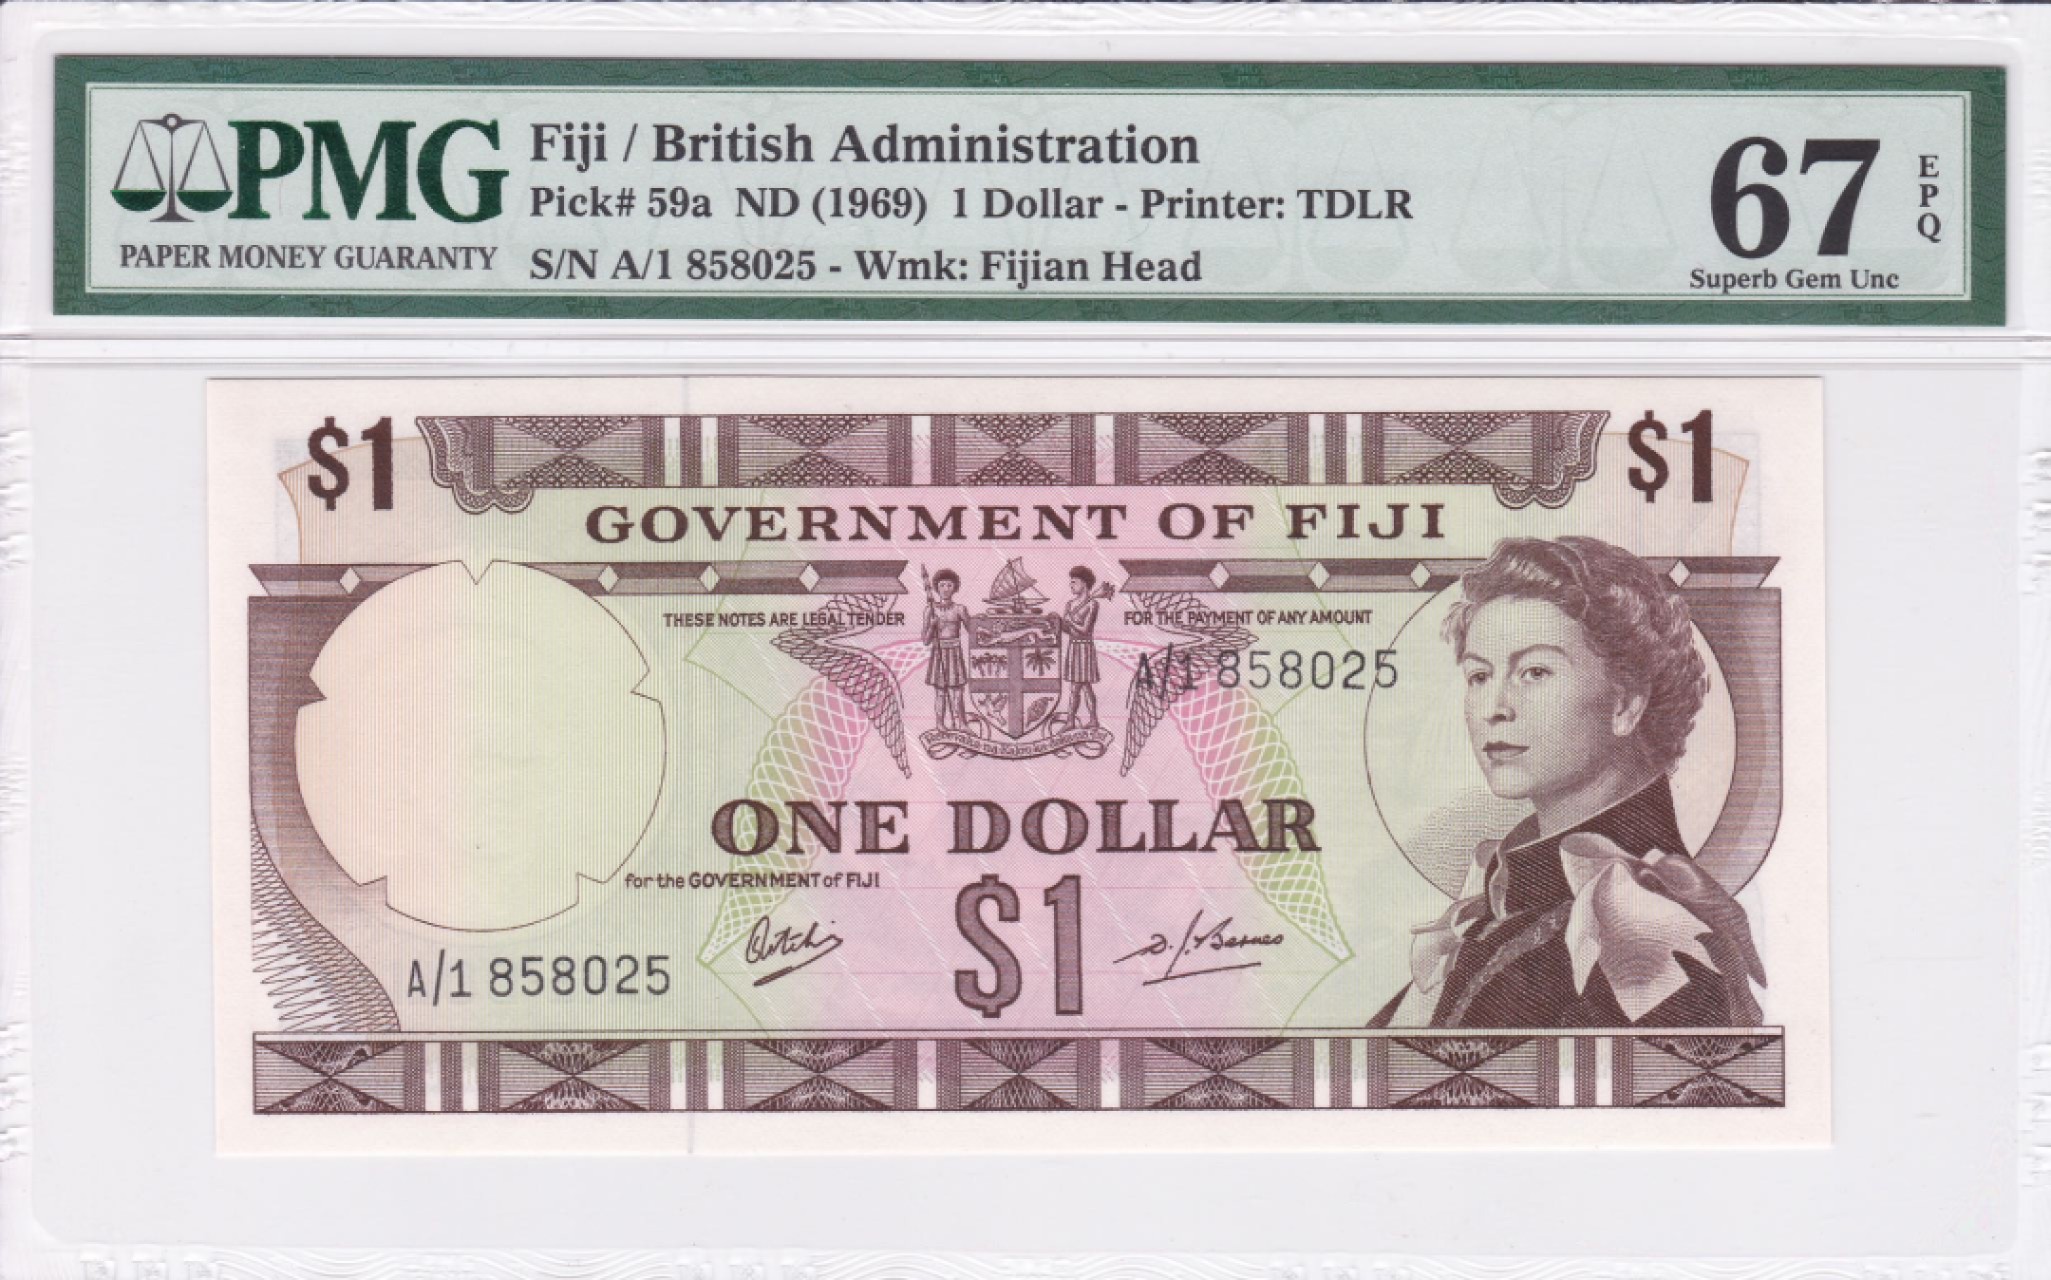 PMG
PAPER MONEY GUARANTY
Fiji / British Administration
Pick# 59a ND (1969) 1 Dollar - Printer: TDLR
S/N A/1 858025 - Wmk: Fijian Head
67
EPQ
Superb Gem Unc
$1
$1
GOVERNMENT OF FIJI
THESE NOTES ARE LEGAL TENDER
FOR THE PAYMENT OF ANY AMOUNT
A/1 858025
ONE DOLLAR
for the GOVERNMENT of FIJI
$1
D. J. Barnes
A/1 858025